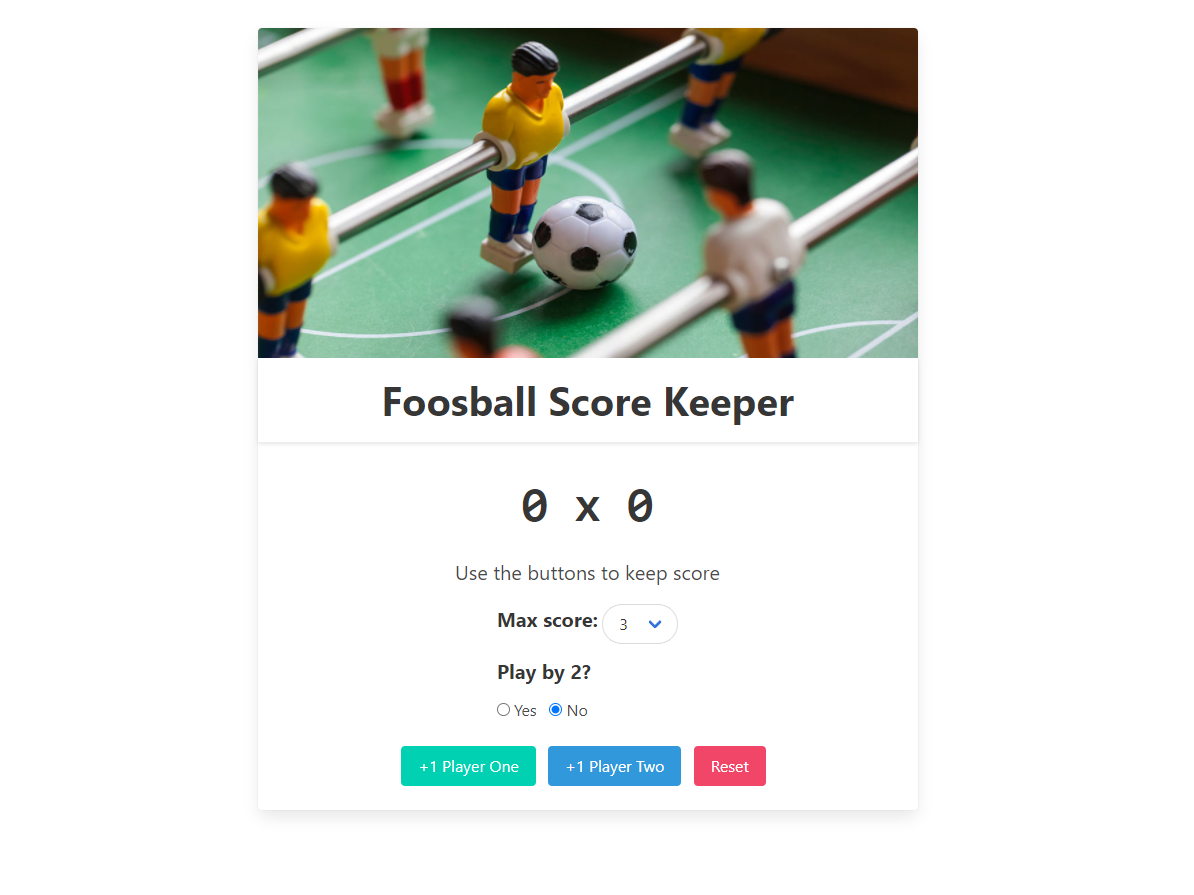 Foosball Score Keeper
0 x 0
Use the buttons to keep score
Max score: 3
Play by 2?
Yes No
+1 Player One +1 Player Two Reset